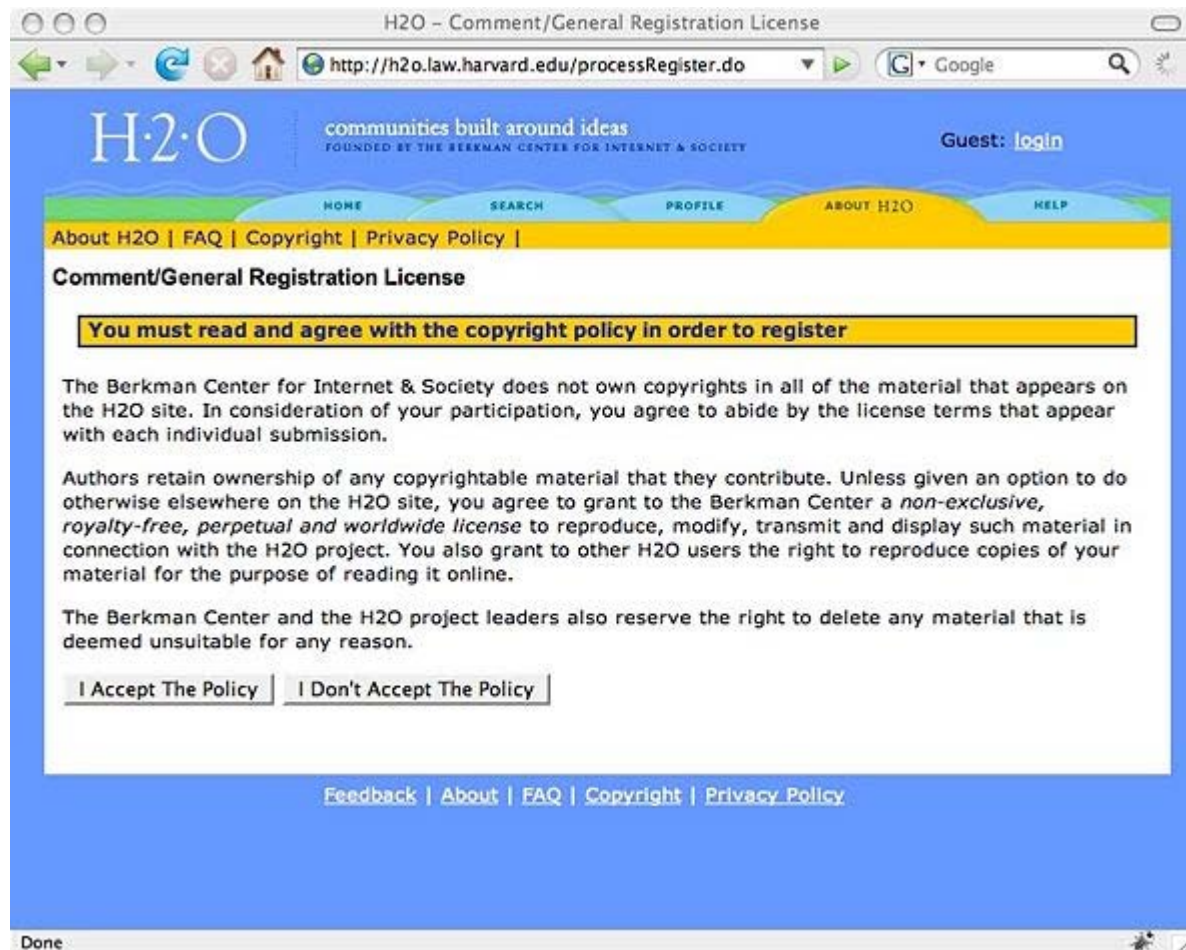 H2O – Comment/General Registration License
http://h2o.law.harvard.edu/processRegister.do
G
Google
H·2·O
communities built around ideas
FOUNDED BY THE BERKMAN CENTER FOR INTERNET & SOCIETY
Guest: login
HOME
SEARCH
PROFILE
ABOUT H2O
HELP
About H2O | FAQ | Copyright | Privacy Policy |
Comment/General Registration License
You must read and agree with the copyright policy in order to register
The Berkman Center for Internet & Society does not own copyrights in all of the material that appears on
the H2O site. In consideration of your participation, you agree to abide by the license terms that appear
with each individual submission.
Authors retain ownership of any copyrightable material that they contribute. Unless given an option to do
otherwise elsewhere on the H2O site, you agree to grant to the Berkman Center a non-exclusive,
royalty-free, perpetual and worldwide license to reproduce, modify, transmit and display such material in
connection with the H2O project. You also grant to other H2O users the right to reproduce copies of your
material for the purpose of reading it online.
The Berkman Center and the H2O project leaders also reserve the right to delete any material that is
deemed unsuitable for any reason.
I Accept The Policy
I Don't Accept The Policy
Feedback | About | FAQ | Copyright | Privacy Policy
Done